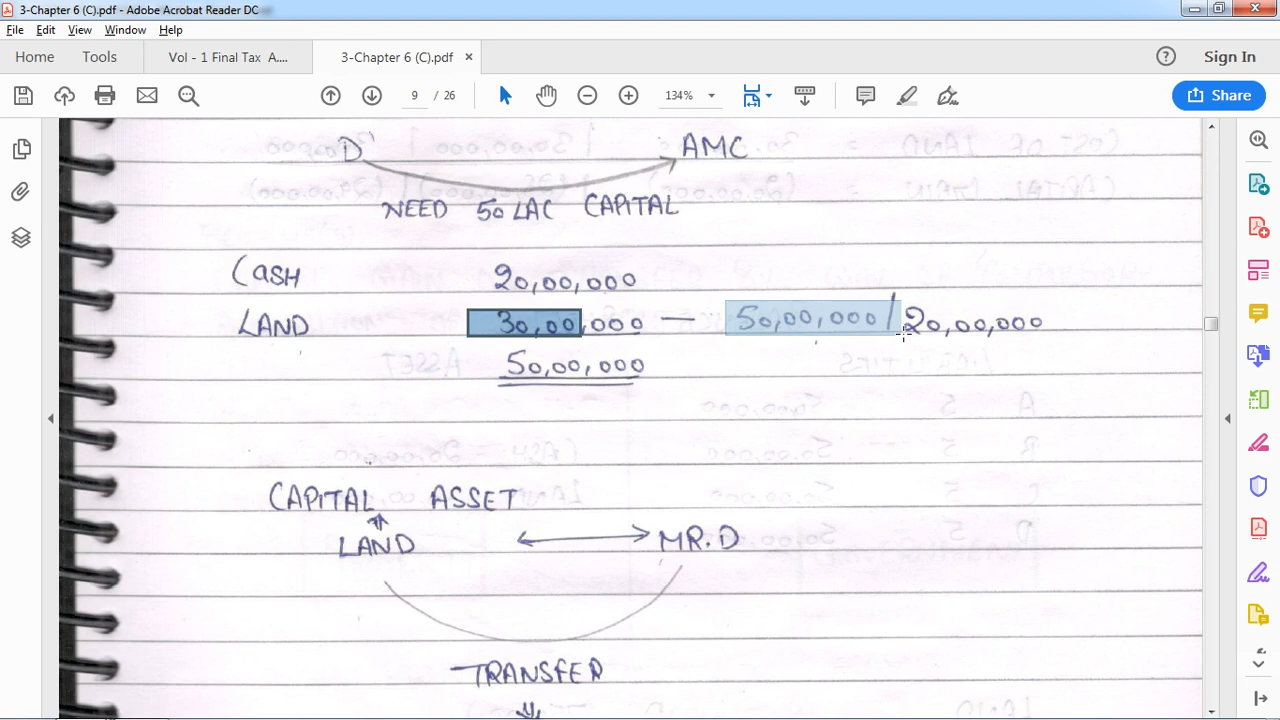 3-Chapter 6 (C).pdf - Adobe Acrobat Reader DC
File Edit View Window Help
Home Tools Vol - 1 Final Tax A.... 3-Chapter 6 (C).pdf × Sign In
9 / 26 134% Share
D AMC
NEED 50 LAC CAPITAL
CASH 20,00,000
LAND 30,00,000 — 50,00,000 / 20,00,000
50,00,000
CAPITAL ASSET
LAND MR. D
TRANSFER